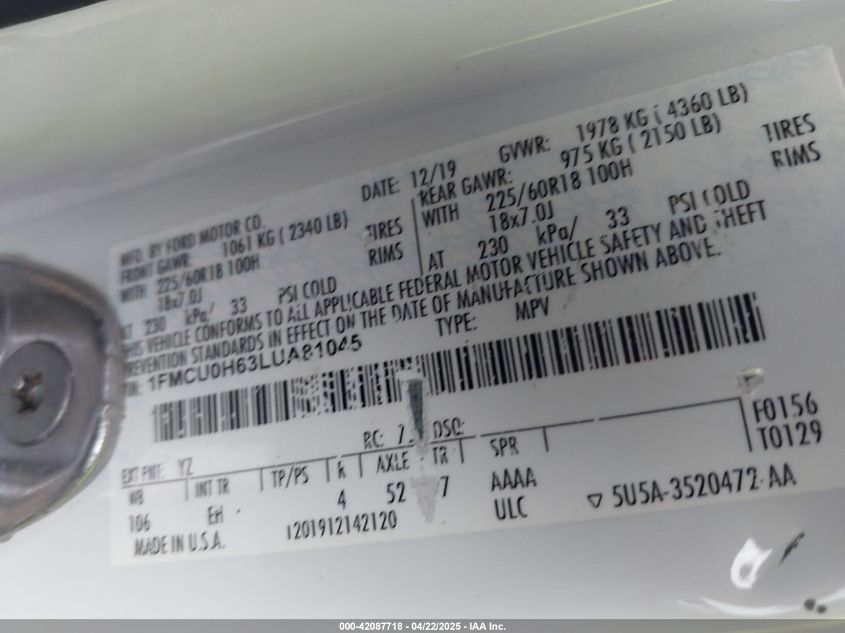 MFD. BY FORD MOTOR CO.
DATE: 12/19
GVWR: 1978 KG ( 4360 LB)
FRONT GAWR: 1061 KG ( 2340 LB)
WITH 225/60R18 100H TIRES
18x7.0J RIMS
AT 230 kPa/ 33 PSI COLD
REAR GAWR: 975 KG ( 2150 LB)
WITH 225/60R18 100H TIRES
18x7.0J RIMS
AT 230 kPa/ 33 PSI COLD
THIS VEHICLE CONFORMS TO ALL APPLICABLE FEDERAL MOTOR VEHICLE SAFETY AND THEFT
PREVENTION STANDARDS IN EFFECT ON THE DATE OF MANUFACTURE SHOWN ABOVE.
VIN: 1FMCU0H63LUA81045
TYPE: MPV
F0156
T0129
EXT PNT: YZ RC: 7 DSO:
WB INT TR TP/PS R AXLE TR SPR
106 EH 4 52 7 AAAA
ULC
MADE IN U.S.A. 1201912142120
▽ 5U5A-3520472-AA
000-42087718 - 04/22/2025 - IAA Inc.